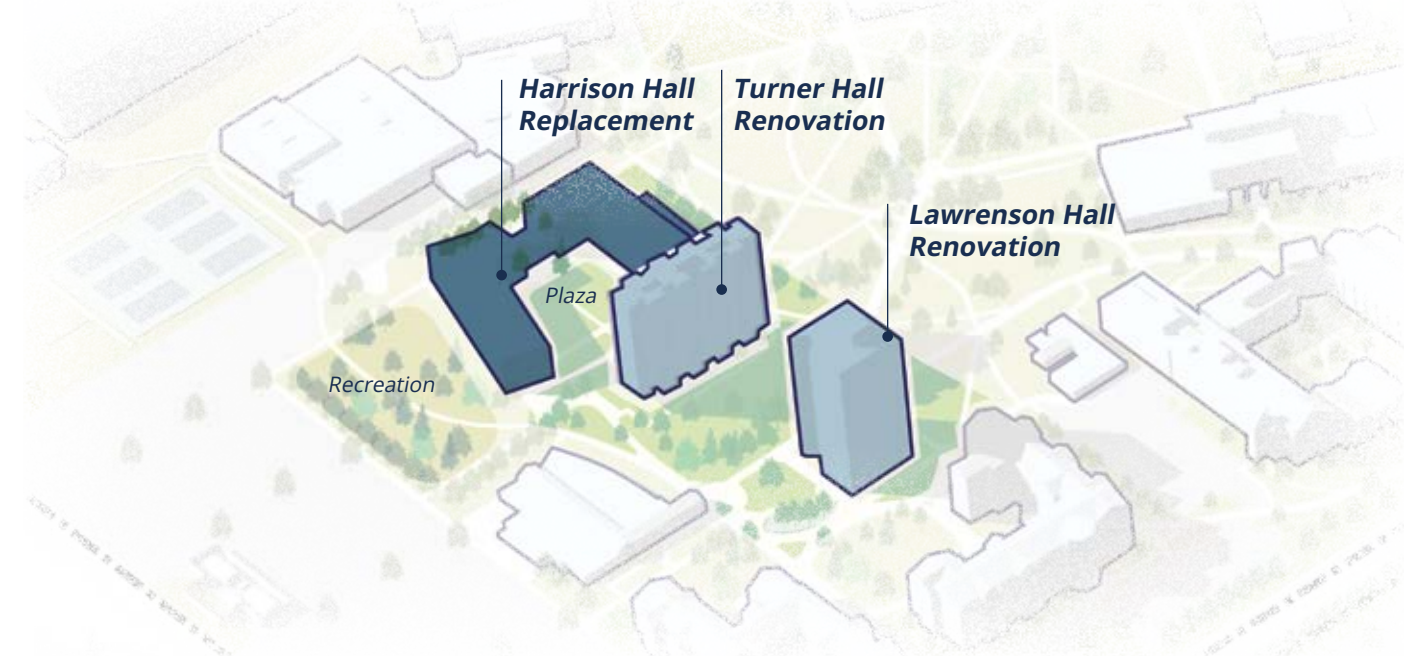 Harrison Hall
Replacement
Turner Hall
Renovation
Lawrenson Hall
Renovation
Plaza
Recreation